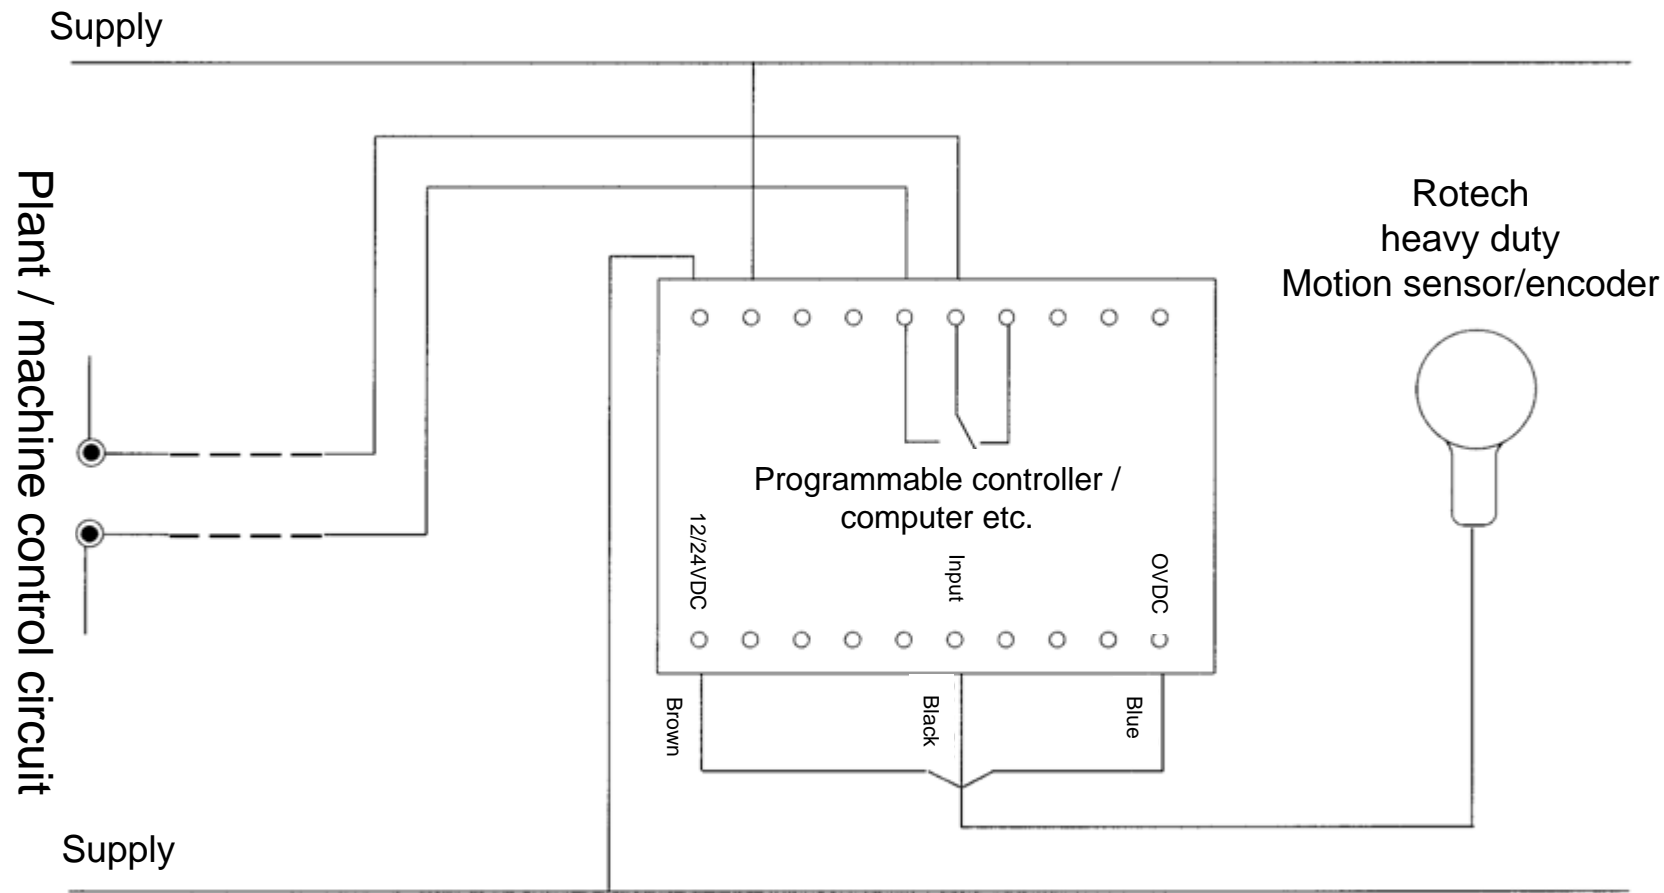 Supply
Plant / machine control circuit
Rotech
heavy duty
Motion sensor/encoder
Programmable controller /
computer etc.
12/24VDC
Input
OVDC
Brown
Black
Blue
Supply